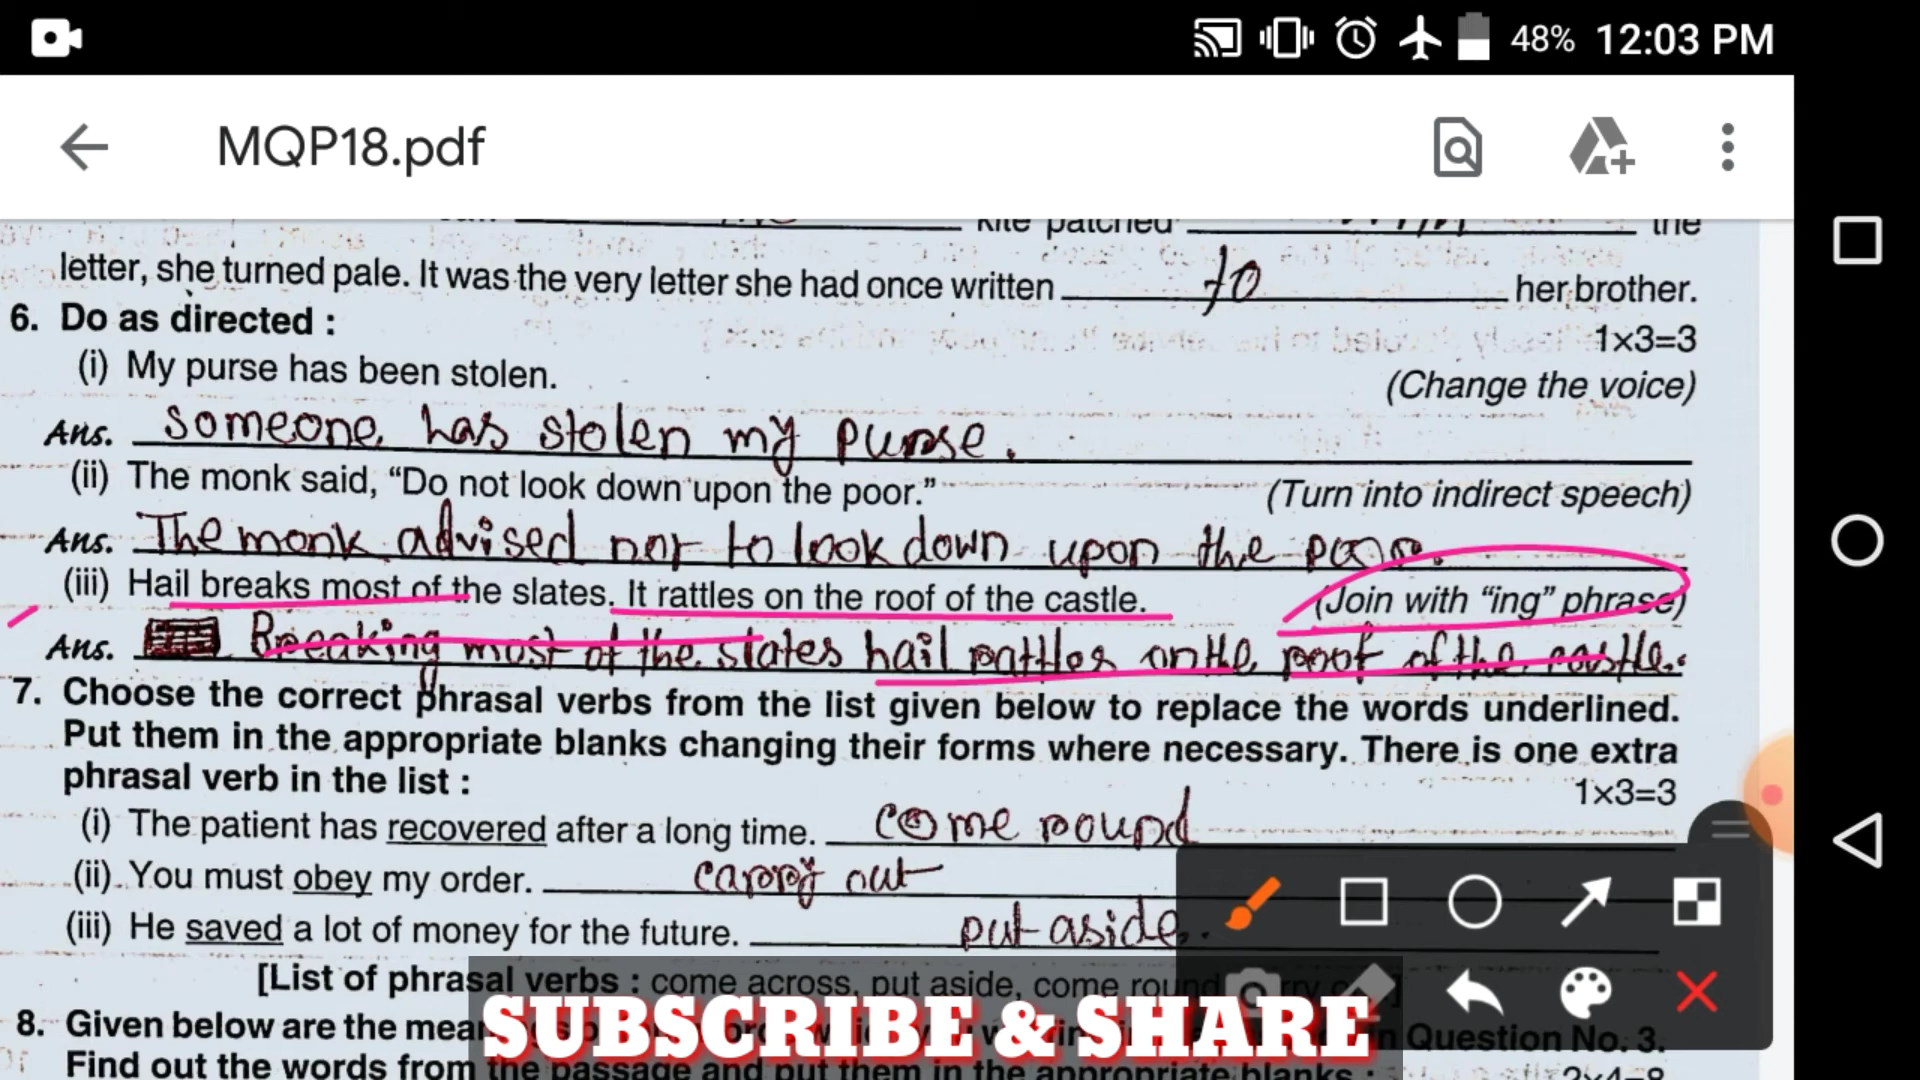 48% 12:03 PM
MQP18.pdf
Kite patched the
letter, she turned pale. It was the very letter she had once written to her brother.
6. Do as directed : 1×3=3
(i) My purse has been stolen. (Change the voice)
Ans. Someone has stolen my purse.
(ii) The monk said, “Do not look down upon the poor.” (Turn into indirect speech)
Ans. The monk advised not to look down upon the poor.
(iii) Hail breaks most of the slates. It rattles on the roof of the castle. (Join with “ing” phrase)
Ans. Breaking most of the slates hail rattles on the roof of the castle.
7. Choose the correct phrasal verbs from the list given below to replace the words underlined.
Put them in the appropriate blanks changing their forms where necessary. There is one extra
phrasal verb in the list : 1×3=3
(i) The patient has recovered after a long time. come round
(ii) You must obey my order. carry out
(iii) He saved a lot of money for the future. put aside.
[List of phrasal verbs : come across, put aside, come round
8. Given below are the in Question No. 3.
SUBSCRIBE & SHARE
Find out the words from the passage and put them in the appropriate blanks : 2×4=8